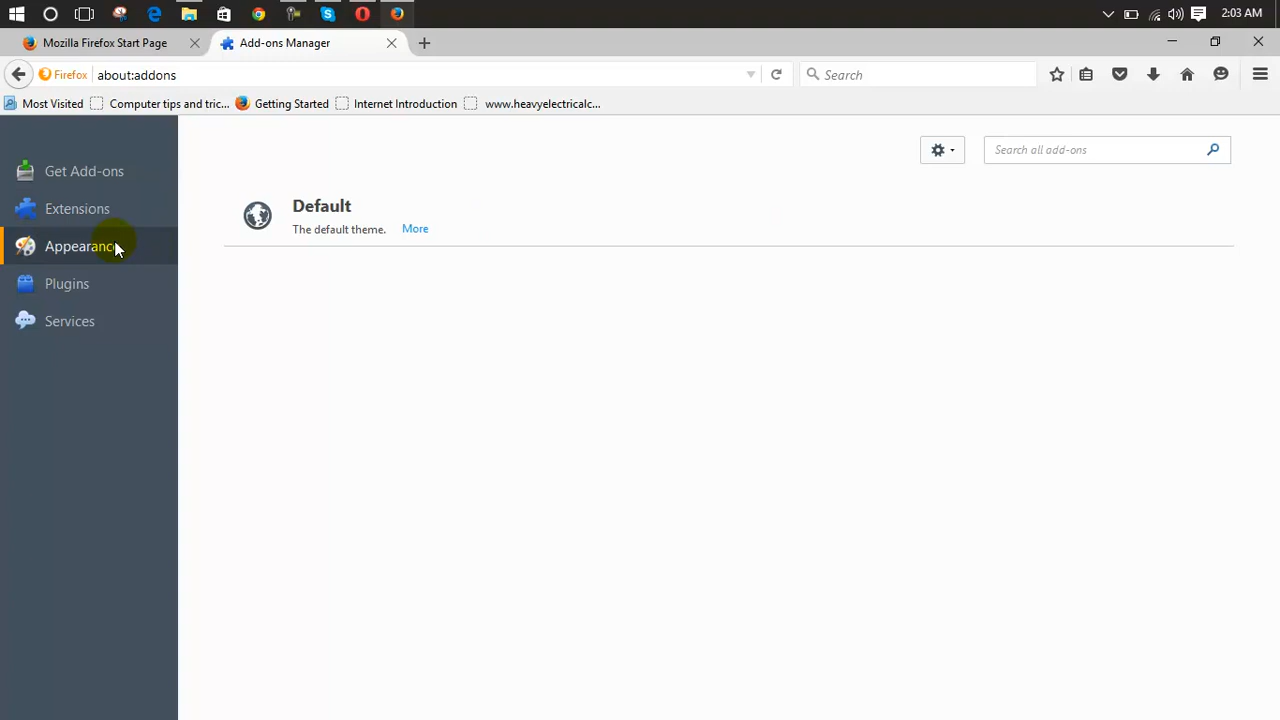 2:03 AM
Mozilla Firefox Start Page
Add-ons Manager
Firefox
about:addons
Search
Most Visited
Computer tips and tric...
Getting Started
Internet Introduction
www.heavyelectricalc...
Get Add-ons
Extensions
Appearance
Plugins
Services
Search all add-ons
Default
The default theme.
More